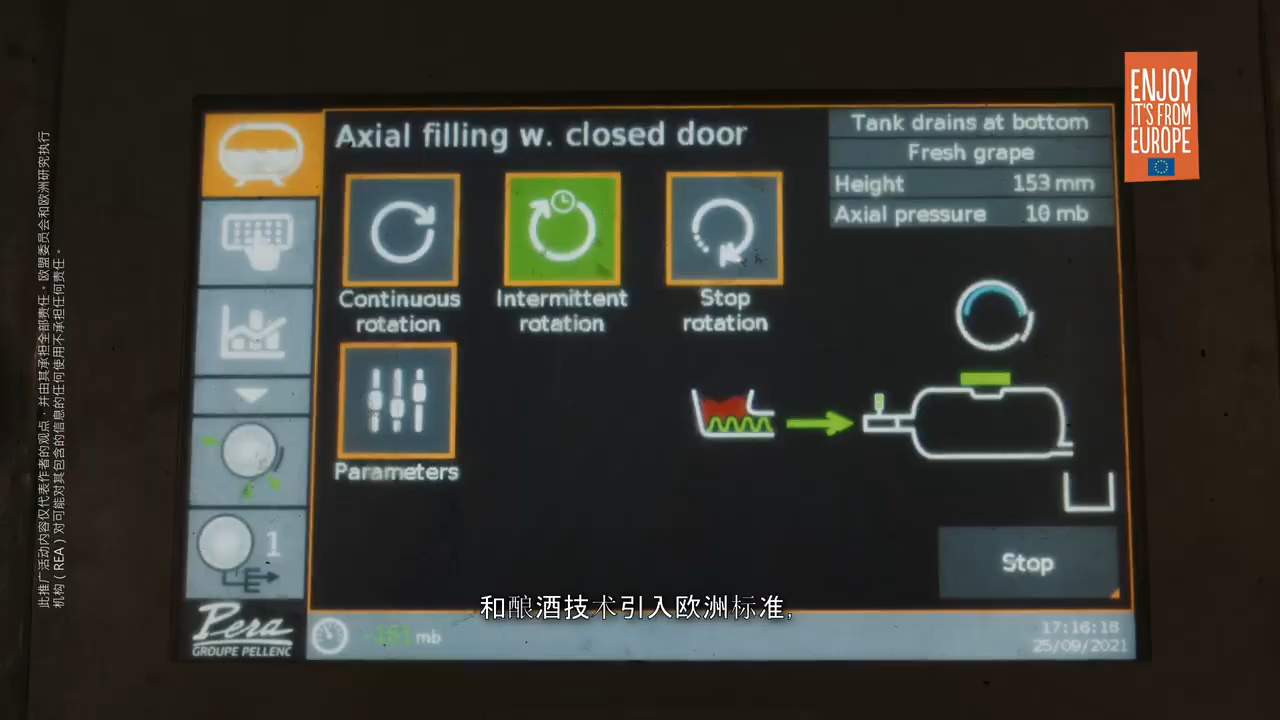 ENJOY
IT'S FROM
EUROPE
Axial filling w. closed door
Tank drains at bottom
Fresh grape
Height 153 mm
Axial pressure 10 mb
Continuous
rotation
Intermittent
rotation
Stop
rotation
Parameters
1
Stop
和酿酒技术引入欧洲标准,
Pera
GROUPE PELLENC
-181 mb
17:16:18
25/09/2021
此推广活动内容仅代表作者的观点，并由其承担全部责任。欧盟委员会和欧洲研究执行
机构（REA）对可能对其包含的信息的任何使用不承担任何责任。